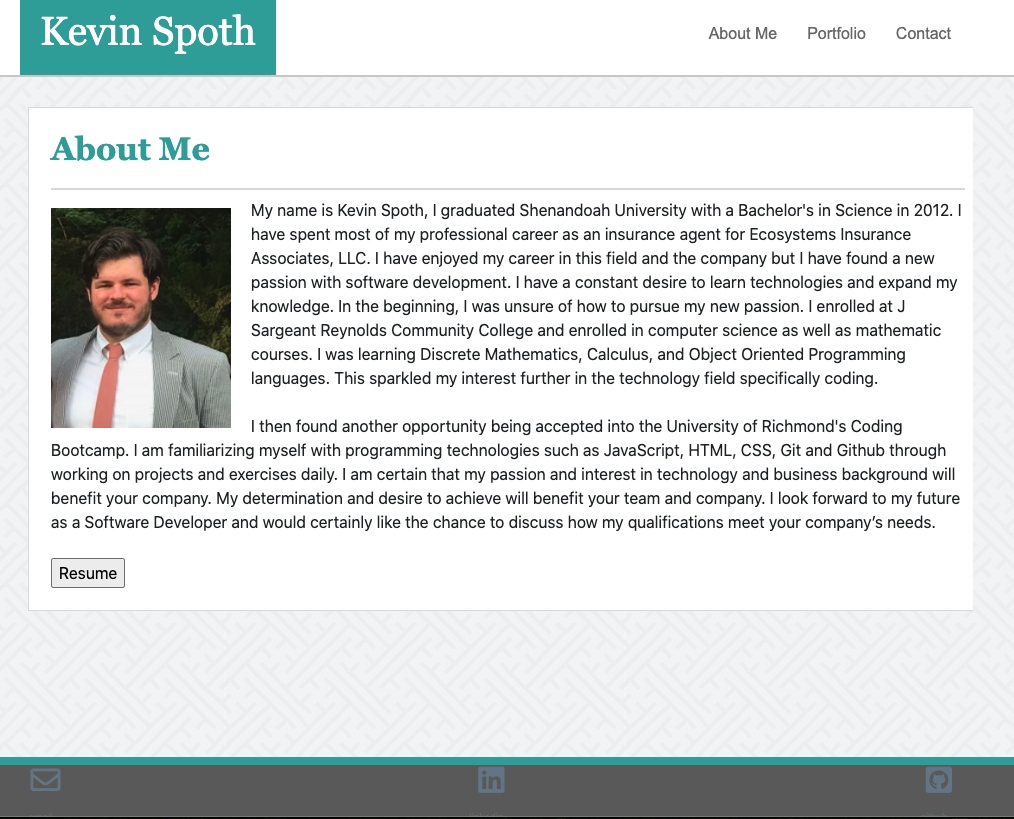 Kevin Spoth
About Me
Portfolio
Contact
About Me
My name is Kevin Spoth, I graduated Shenandoah University with a Bachelor's in Science in 2012. I
have spent most of my professional career as an insurance agent for Ecosystems Insurance
Associates, LLC. I have enjoyed my career in this field and the company but I have found a new
passion with software development. I have a constant desire to learn technologies and expand my
knowledge. In the beginning, I was unsure of how to pursue my new passion. I enrolled at J
Sargeant Reynolds Community College and enrolled in computer science as well as mathematic
courses. I was learning Discrete Mathematics, Calculus, and Object Oriented Programming
languages. This sparkled my interest further in the technology field specifically coding.
I then found another opportunity being accepted into the University of Richmond's Coding
Bootcamp. I am familiarizing myself with programming technologies such as JavaScript, HTML, CSS, Git and Github through
working on projects and exercises daily. I am certain that my passion and interest in technology and business background will
benefit your company. My determination and desire to achieve will benefit your team and company. I look forward to my future
as a Software Developer and would certainly like the chance to discuss how my qualifications meet your company’s needs.
Resume
in